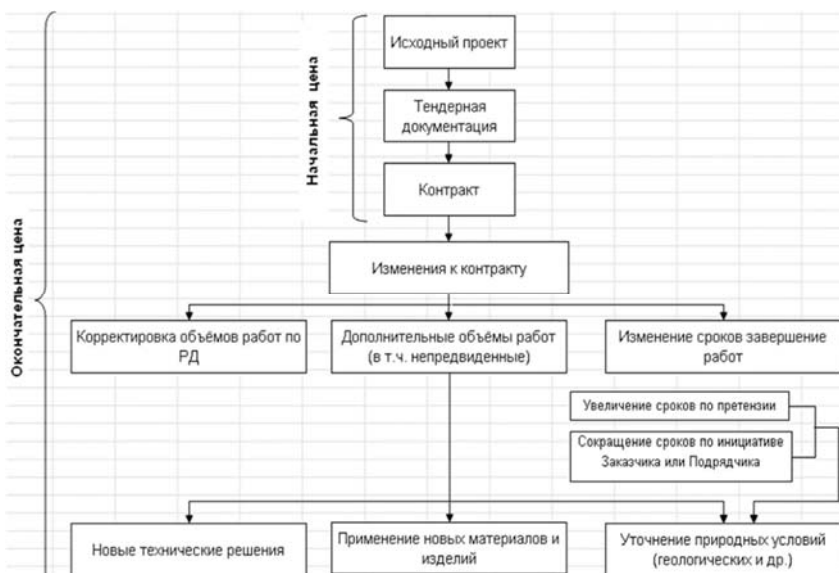 Окончательная цена
Начальная цена
Исходный проект
Тендерная
документация
Контракт
Изменения к контракту
Корректировка объёмов работ по
РД
Дополнительные объёмы работ
(в т.ч. непредвиденные)
Изменение сроков завершение
работ
Увеличение сроков по претензии
Сокращение сроков по инициативе
Заказчика или Подрядчика
Новые технические решения
Применение новых материалов и
изделий
Уточнение природных условий
(геологических и др.)